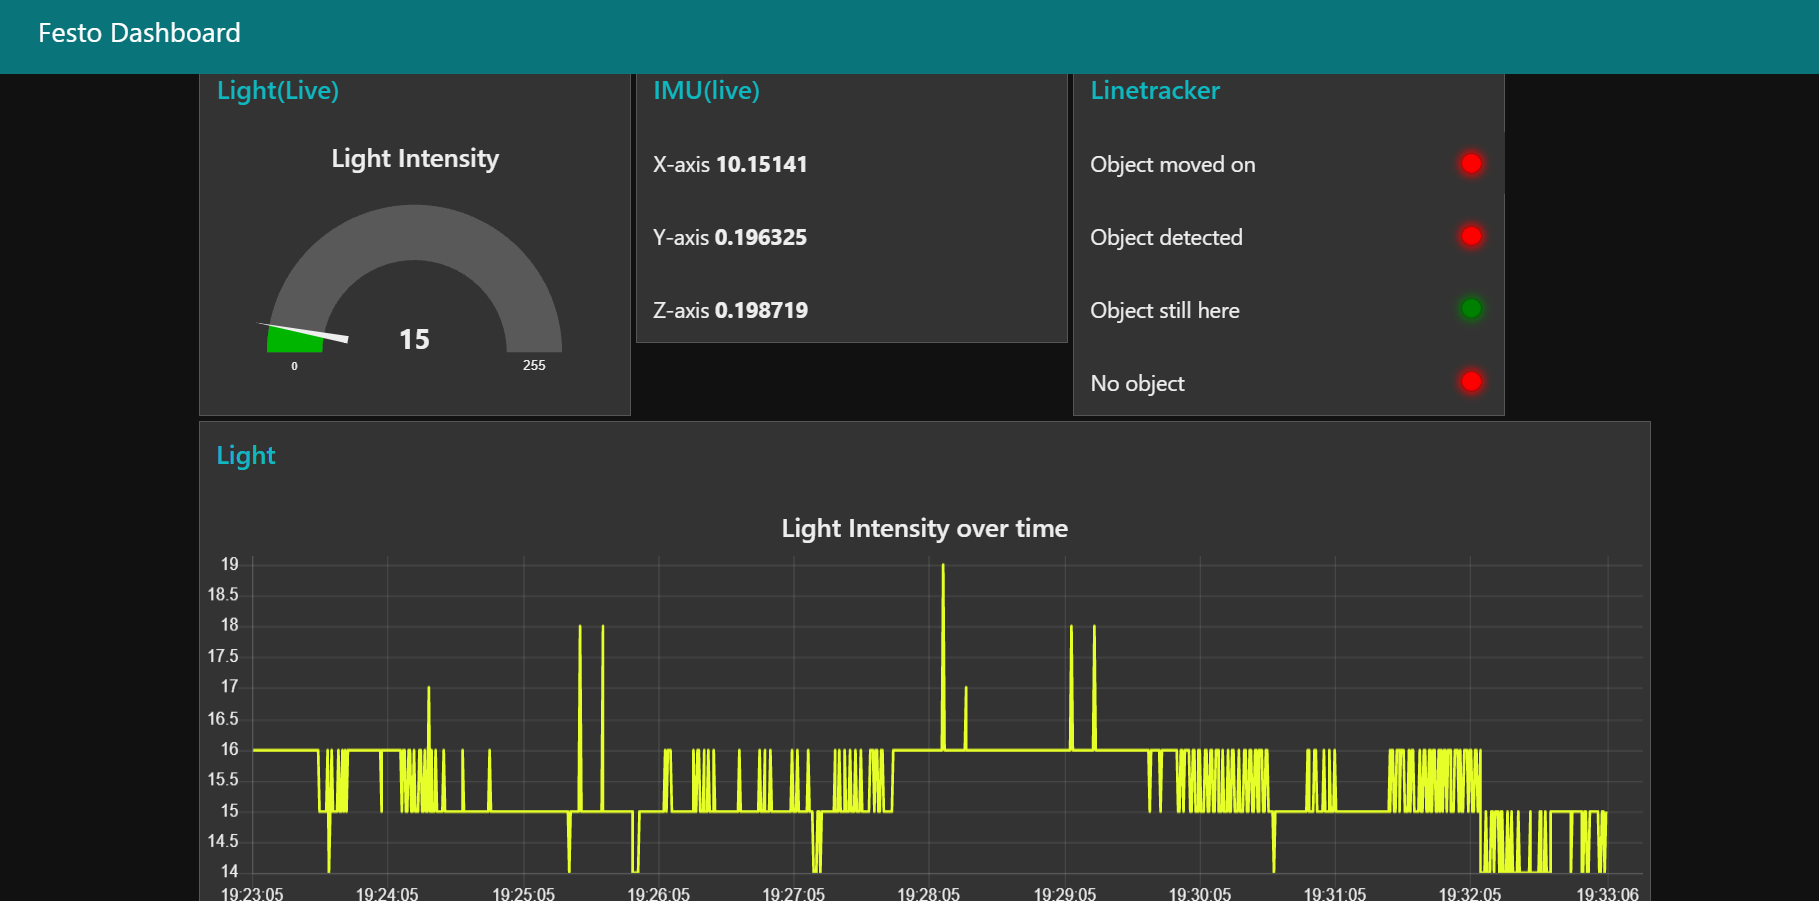 Festo Dashboard
Light(Live)
Light Intensity
15
0
255
IMU(live)
X-axis 10.15141
Y-axis 0.196325
Z-axis 0.198719
Linetracker
Object moved on
Object detected
Object still here
No object
Light
Light Intensity over time
19
18.5
18
17.5
17
16.5
16
15.5
15
14.5
14
19:23:05 19:24:05 19:25:05 19:26:05 19:27:05 19:28:05 19:29:05 19:30:05 19:31:05 19:32:05 19:33:06